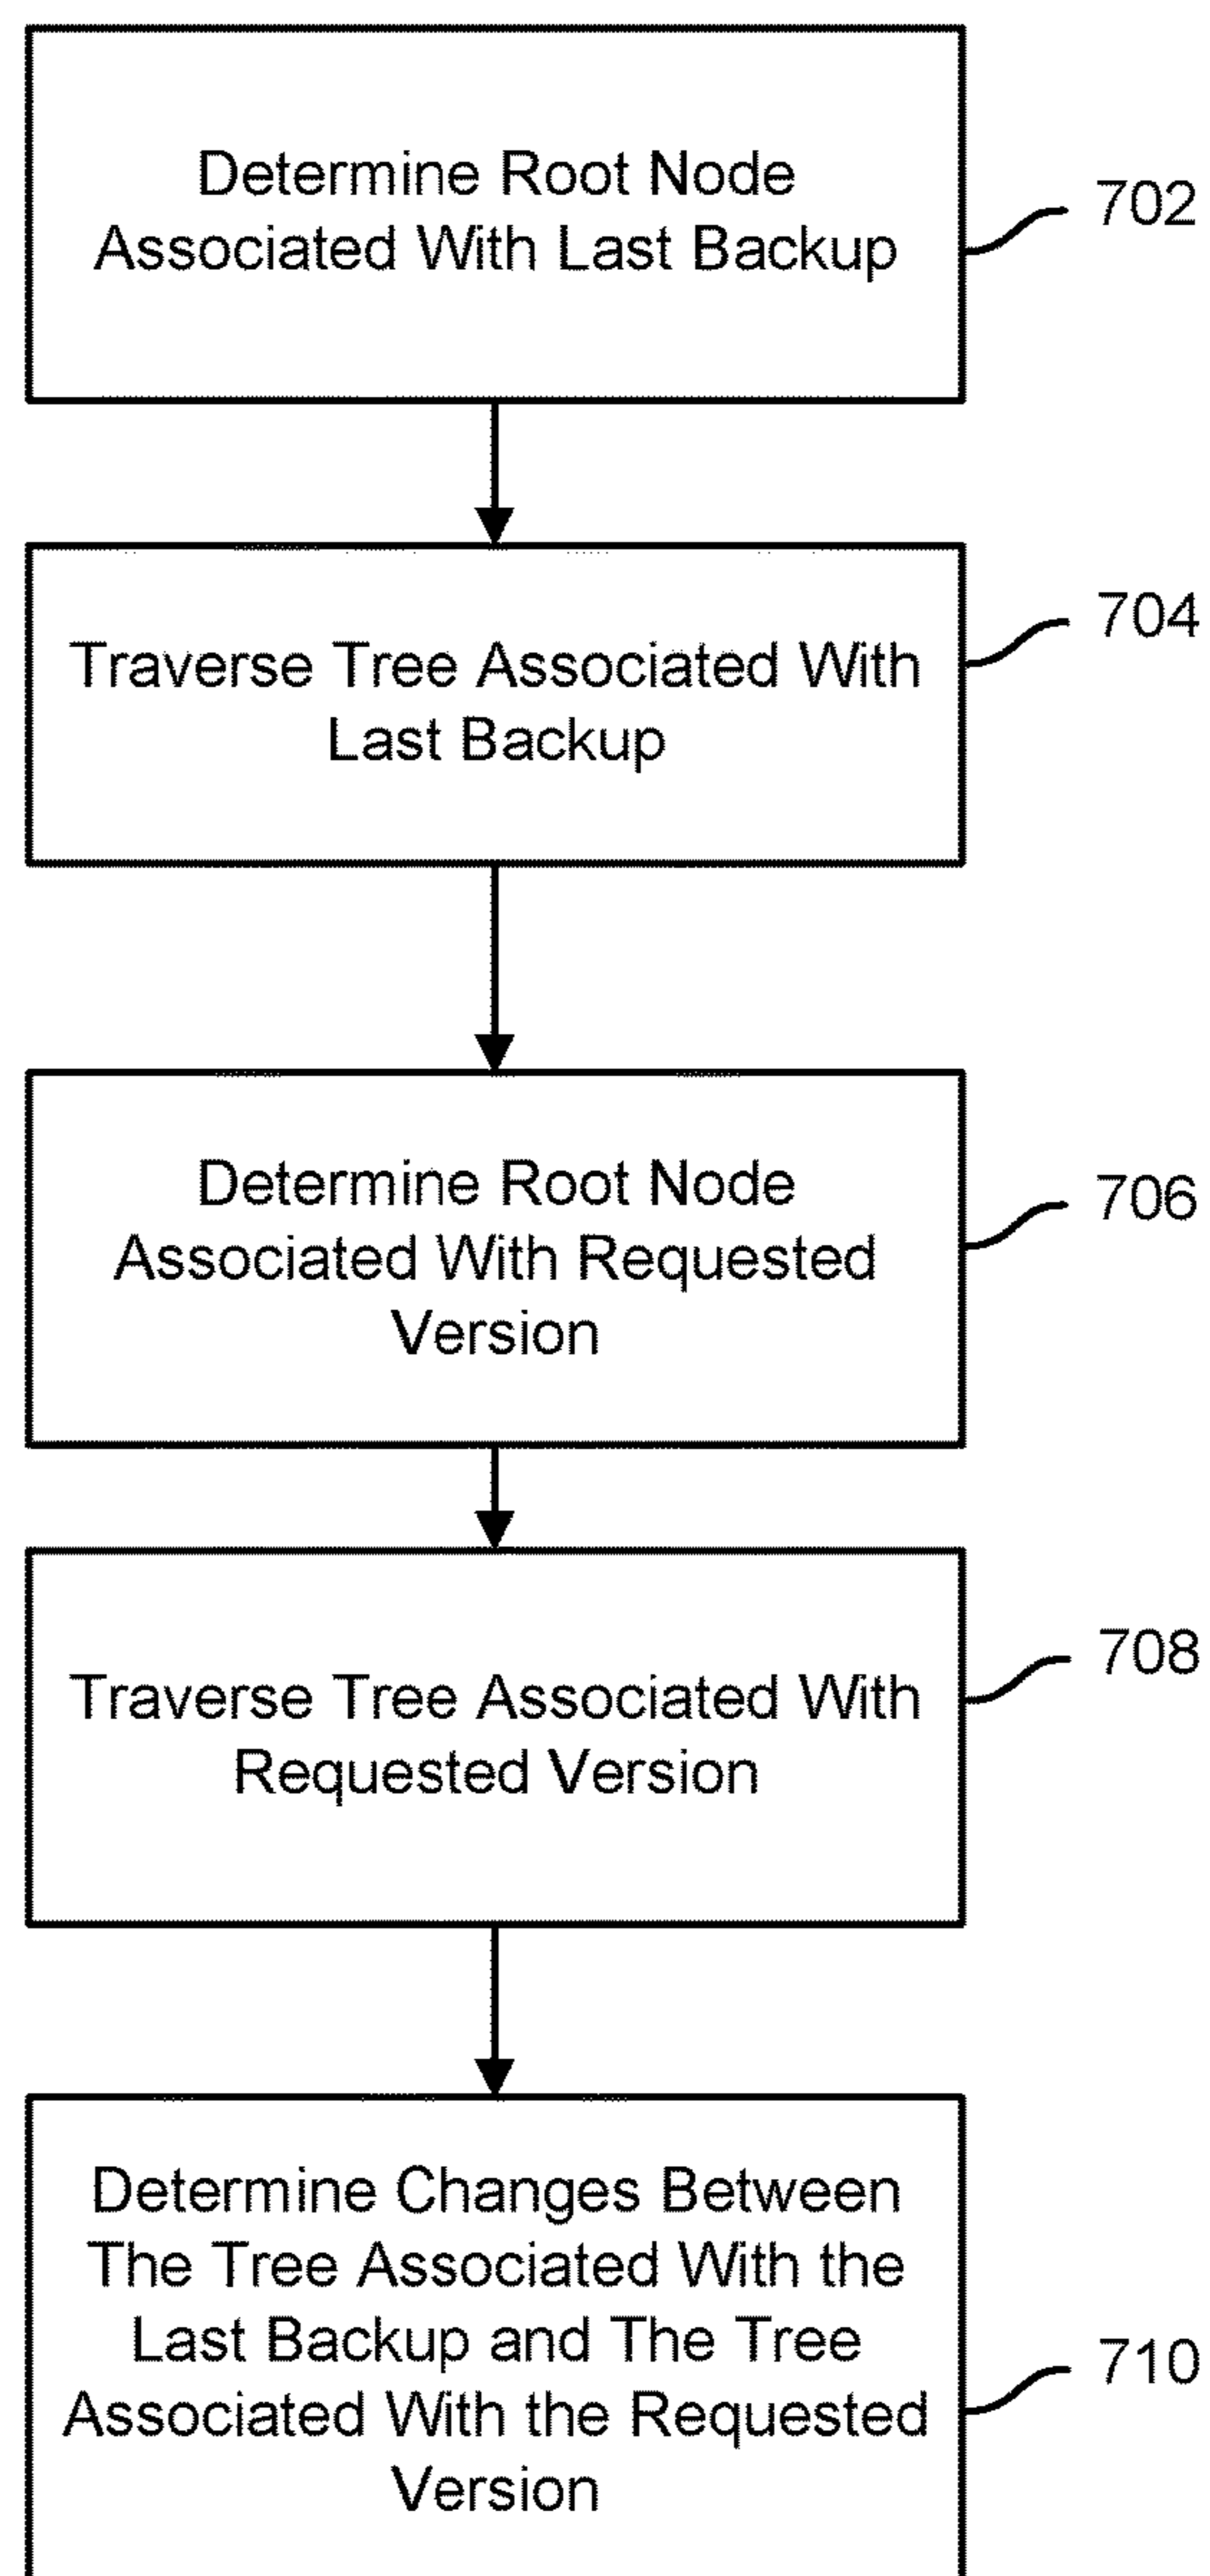 Determine Root Node
Associated With Last Backup
702
Traverse Tree Associated With
Last Backup
704
Determine Root Node
Associated With Requested
Version
706
Traverse Tree Associated With
Requested Version
708
Determine Changes Between
The Tree Associated With the
Last Backup and The Tree
Associated With the Requested
Version
710